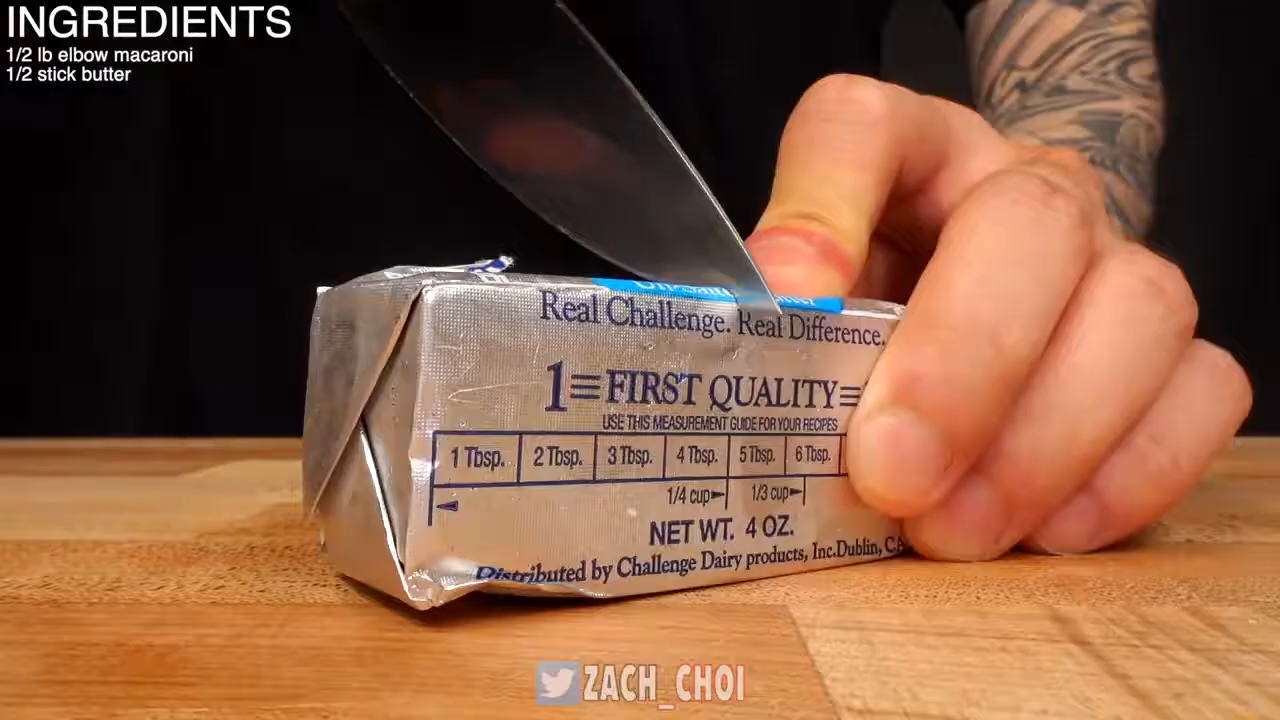 INGREDIENTS
1/2 lb elbow macaroni
1/2 stick butter
Real Challenge. Real Difference.
1 FIRST QUALITY
USE THIS MEASUREMENT GUIDE FOR YOUR RECIPES
1 Tbsp. 2 Tbsp. 3 Tbsp. 4 Tbsp. 5 Tbsp. 6 Tbsp.
1/4 cup 1/3 cup
NET WT. 4 OZ.
Distributed by Challenge Dairy products, Inc.Dublin, CA
ZACH_CHOI